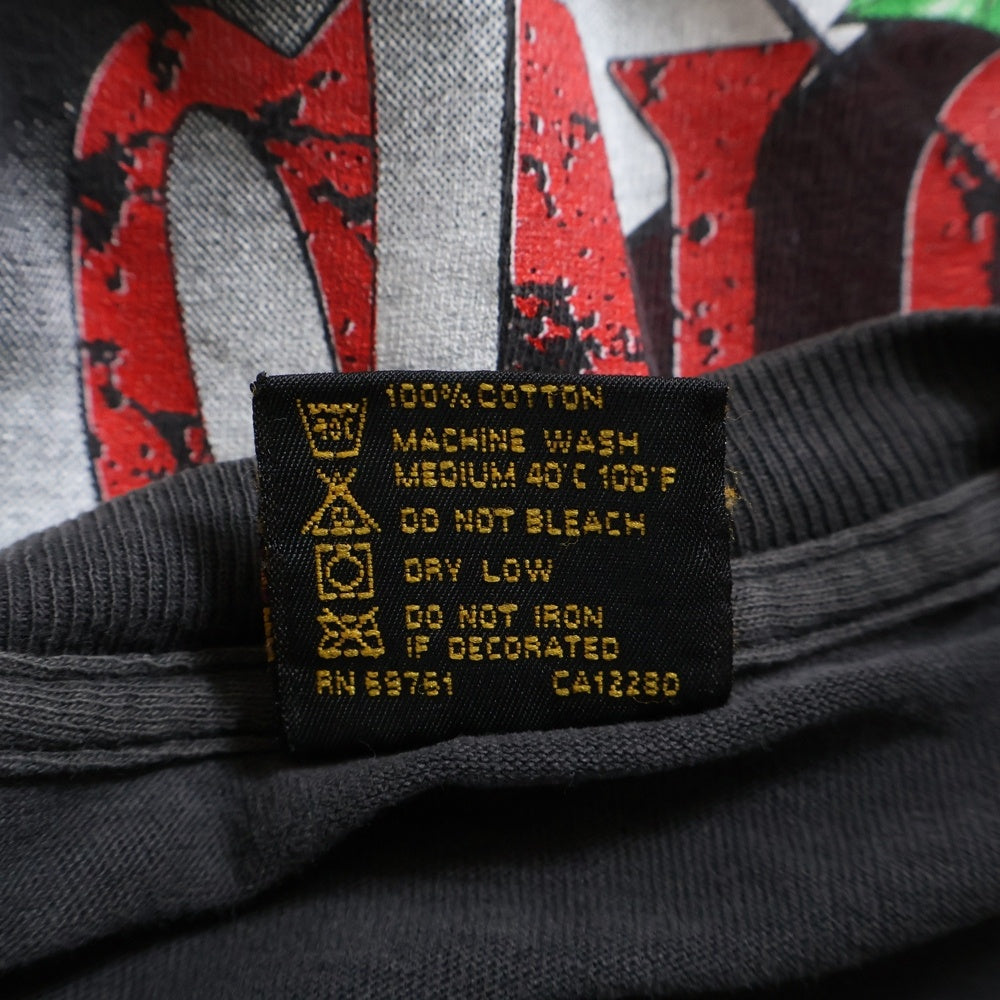 100% COTTON
MACHINE WASH
MEDIUM 40°C 100°F
DO NOT BLEACH
DRY LOW
DO NOT IRON
IF DECORATED
RN CA12280